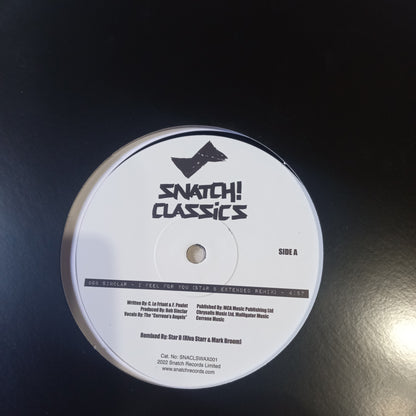 SNATCH!
CLASSICS
SIDE A
BOB SINCLAR - I FEEL FOR YOU (STAR B EXTENDED REMIX) - 6:57
Written By: C. Le Friant & F. Paulet
Produced By: Bob Sinclar
Vocals By: The "Cerrone's Angels"
Published By: MCA Music Publishing Ltd
Chrysalis Music Ltd. Malligator Music
Cerrone Music
Remixed By: Star B (Riva Starr & Mark Broom)
Cat. No: SNACLSWAX001
2022 Snatch Records Limited
www.snatchrecords.com